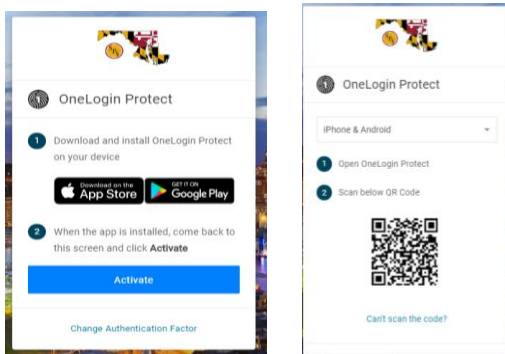 OneLogin Protect
1 Download and install OneLogin Protect
on your device
Download on the
App Store
GET IT ON
Google Play
2 When the app is installed, come back to
this screen and click Activate
Activate
Change Authentication Factor
OneLogin Protect
iPhone & Android
1 Open OneLogin Protect
2 Scan below QR Code
Can't scan the code?